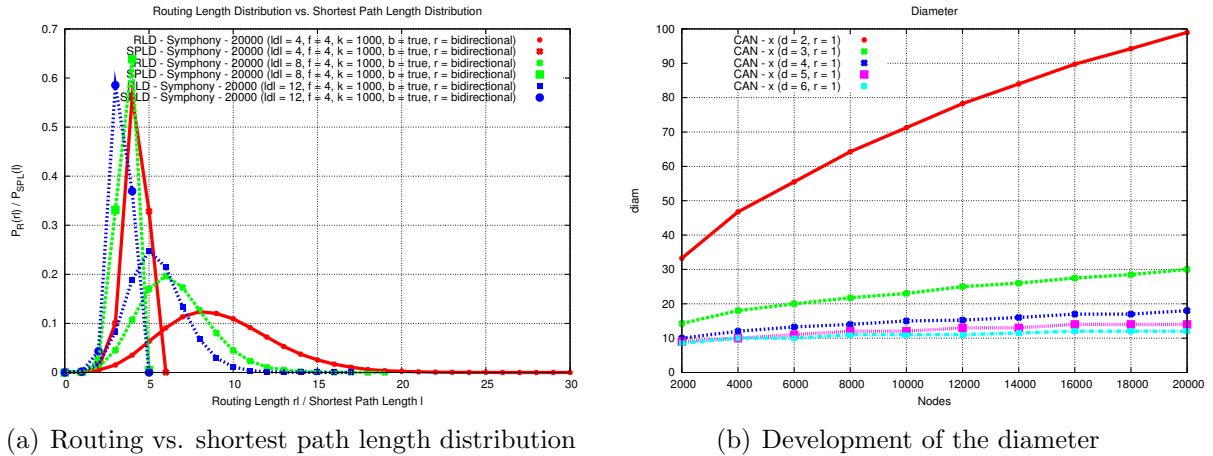 Routing Length Distribution vs. Shortest Path Length Distribution
RLD - Symphony - 20000 (ldl = 4, f = 4, k = 1000, b = true, r = bidirectional)
SPLD - Symphony - 20000 (ldl = 4, f = 4, k = 1000, b = true, r = bidirectional)
RLD - Symphony - 20000 (ldl = 8, f = 4, k = 1000, b = true, r = bidirectional)
SPLD - Symphony - 20000 (ldl = 8, f = 4, k = 1000, b = true, r = bidirectional)
RLD - Symphony - 20000 (ldl = 12, f = 4, k = 1000, b = true, r = bidirectional)
SPLD - Symphony - 20000 (ldl = 12, f = 4, k = 1000, b = true, r = bidirectional)
0.7
0.6
0.5
0.4
0.3
0.2
0.1
0
P_R(rl) / P_SPL(l)
0 5 10 15 20 25 30
Routing Length rl / Shortest Path Length l
(a) Routing vs. shortest path length distribution
Diameter
CAN - x (d = 2, r = 1)
CAN - x (d = 3, r = 1)
CAN - x (d = 4, r = 1)
CAN - x (d = 5, r = 1)
CAN - x (d = 6, r = 1)
100
90
80
70
60
50
40
30
20
10
0
diam
2000 4000 6000 8000 10000 12000 14000 16000 18000 20000
Nodes
(b) Development of the diameter